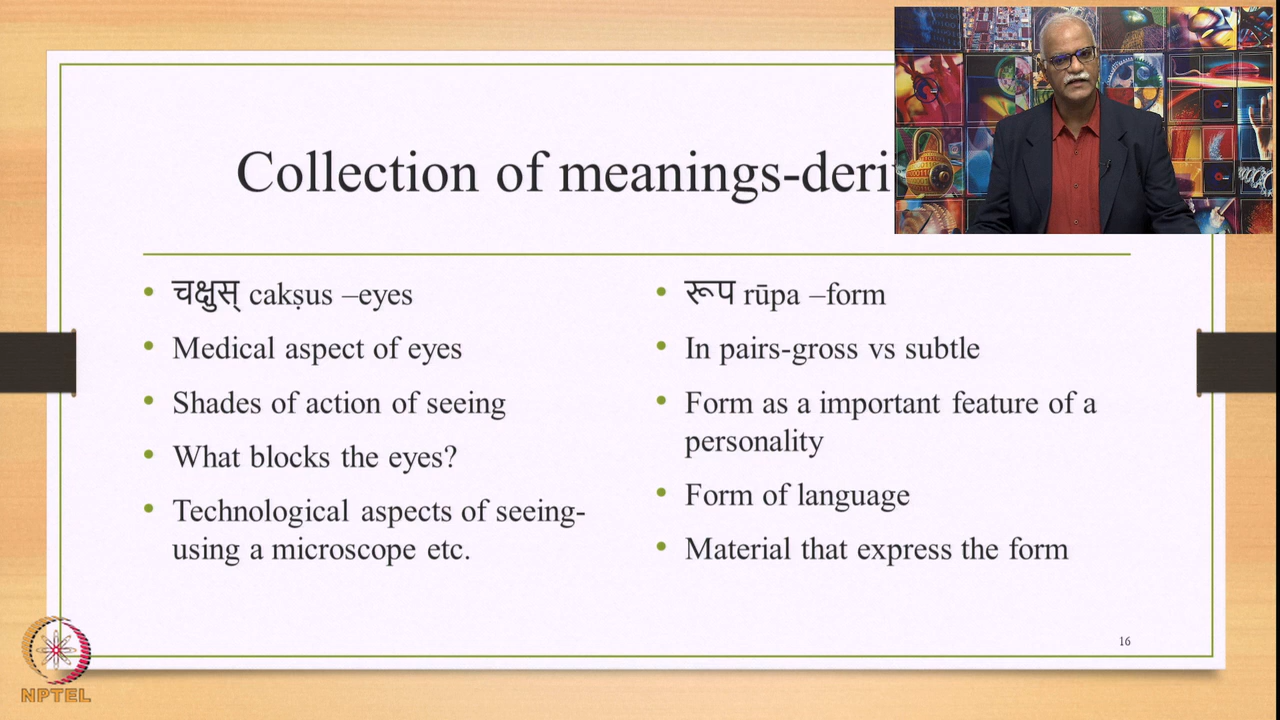 Collection of meanings-deri
चक्षुस् cakṣus –eyes
Medical aspect of eyes
Shades of action of seeing
What blocks the eyes?
Technological aspects of seeing-
using a microscope etc.
रूप rūpa –form
In pairs-gross vs subtle
Form as a important feature of a
personality
Form of language
Material that express the form
16
NPTEL